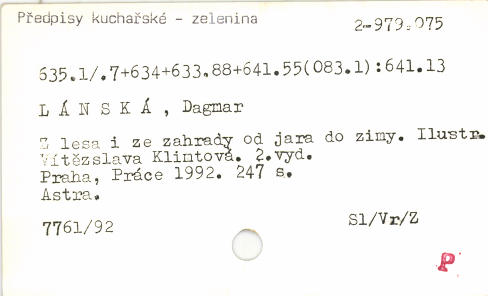 Předpisy kuchařské - zelenina
2-979.075
635.1/.7+634+633.88+641.55(083.1):641.13
L Á N S K Á , Dagmar
Z lesa i ze zahrady od jara do zimy. Ilustr.
Vítězslava Klimtová. 2.vyd.
Praha, Práce 1992. 247 s.
Astra.
7761/92
Sl/Vr/Z
P